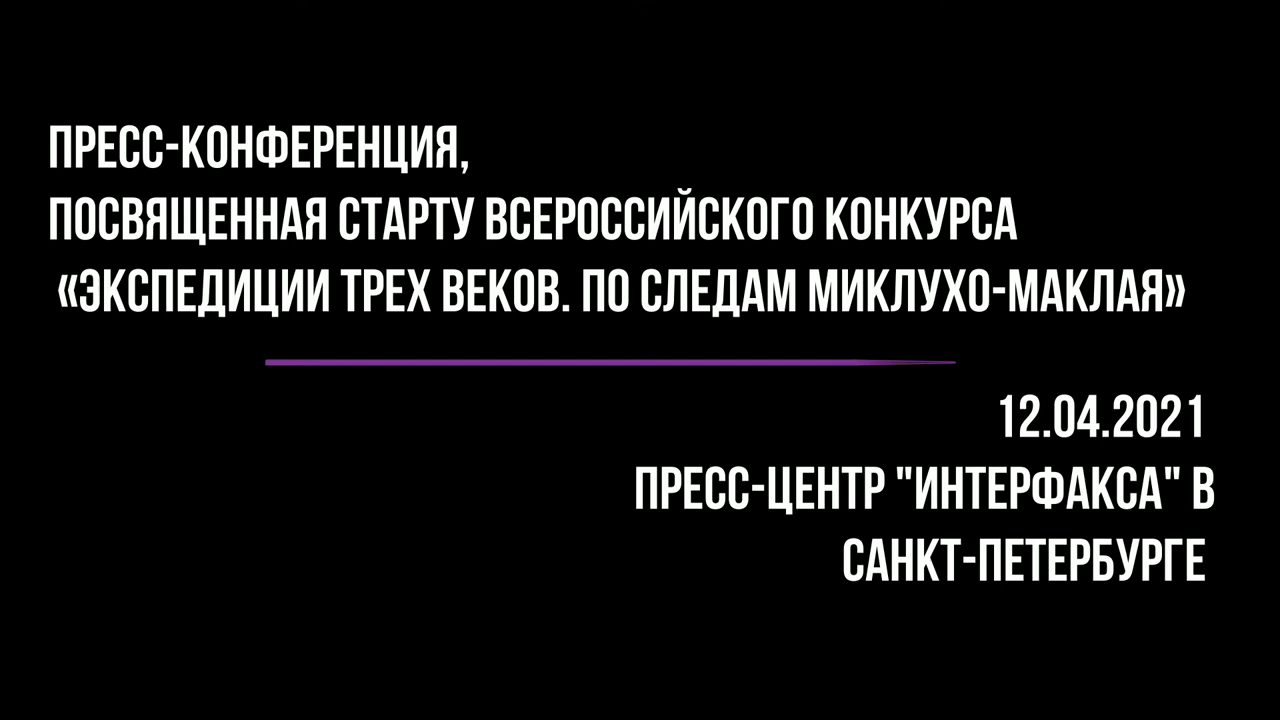 ПРЕСС-КОНФЕРЕНЦИЯ,
ПОСВЯЩЕННАЯ СТАРТУ ВСЕРОССИЙСКОГО КОНКУРСА
«ЭКСПЕДИЦИИ ТРЕХ ВЕКОВ. ПО СЛЕДАМ МИКЛУХО-МАКЛАЯ»
12.04.2021
ПРЕСС-ЦЕНТР "ИНТЕРФАКСА" В
САНКТ-ПЕТЕРБУРГЕ